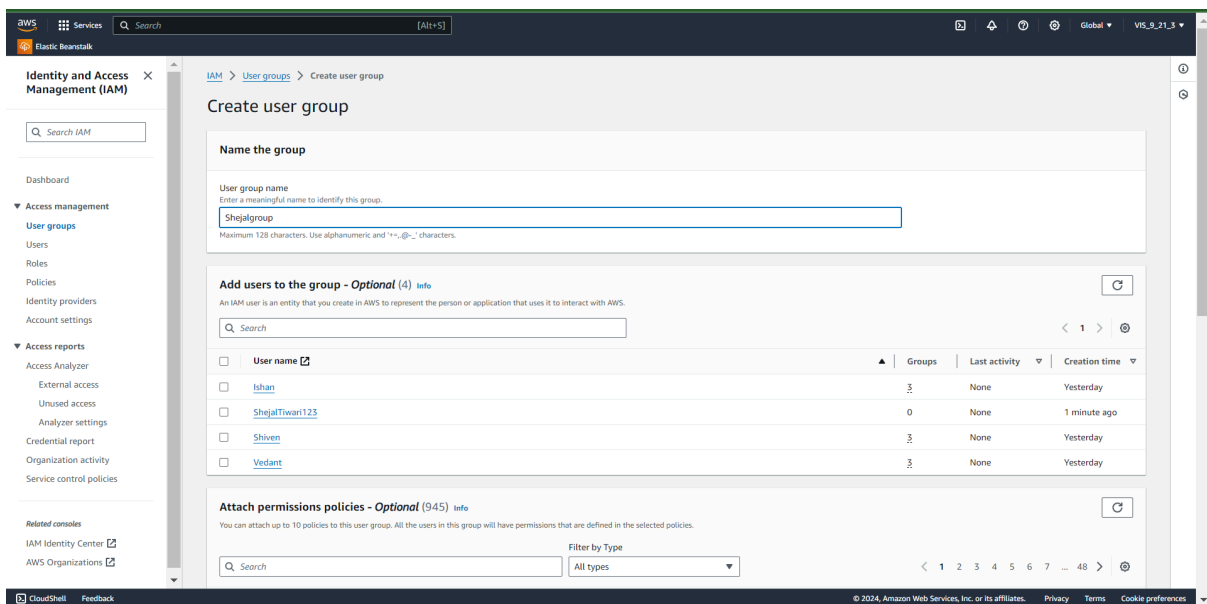 aws Services Search [Alt+S] Global VIS_9_21_3
Elastic Beanstalk
Identity and Access Management (IAM)
Search IAM
Dashboard
Access management
User groups
Users
Roles
Policies
Identity providers
Account settings
Access reports
Access Analyzer
External access
Unused access
Analyzer settings
Credential report
Organization activity
Service control policies
Related consoles
IAM Identity Center
AWS Organizations
IAM > User groups > Create user group
Create user group
Name the group
User group name
Enter a meaningful name to identify this group.
Shejalgroup
Maximum 128 characters. Use alphanumeric and '+=,.@-_' characters.
Add users to the group - Optional (4) Info
An IAM user is an entity that you create in AWS to represent the person or application that uses it to interact with AWS.
Search 1
User name Groups Last activity Creation time
Ishan 3 None Yesterday
ShejalTiwari123 0 None 1 minute ago
Shiven 3 None Yesterday
Vedant 3 None Yesterday
Attach permissions policies - Optional (945) Info
You can attach up to 10 policies to this user group. All the users in this group will have permissions that are defined in the selected policies.
Filter by Type
Search All types 1 2 3 4 5 6 7 ... 48
CloudShell Feedback © 2024, Amazon Web Services, Inc. or its affiliates. Privacy Terms Cookie preferences